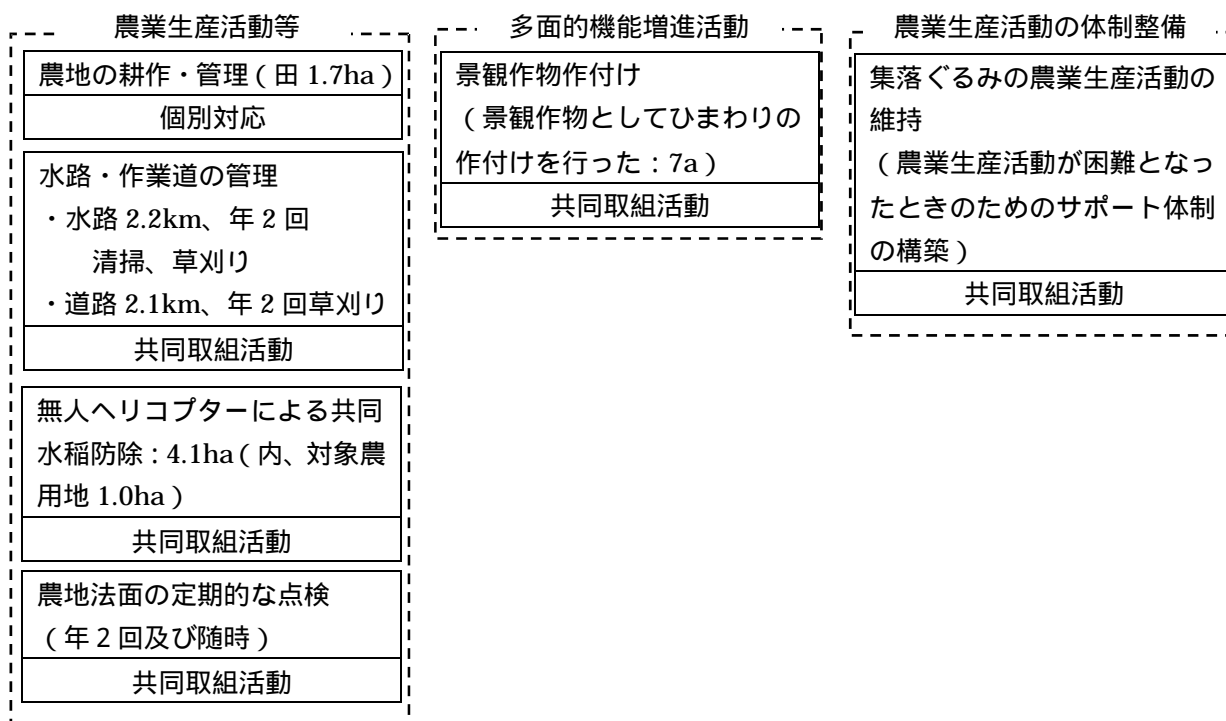 農業生産活動等
農地の耕作・管理（田 1.7ha）
個別対応
水路・作業道の管理
・水路 2.2km、年 2 回
清掃、草刈り
・道路 2.1km、年 2 回草刈り
共同取組活動
無人ヘリコプターによる共同
水稲防除：4.1ha（内、対象農
用地 1.0ha）
共同取組活動
農地法面の定期的な点検
（年 2 回及び随時）
共同取組活動
多面的機能増進活動
景観作物作付け
（景観作物としてひまわりの
作付けを行った：7a）
共同取組活動
農業生産活動の体制整備
集落ぐるみの農業生産活動の
維持
（農業生産活動が困難となっ
たときのためのサポート体制
の構築）
共同取組活動